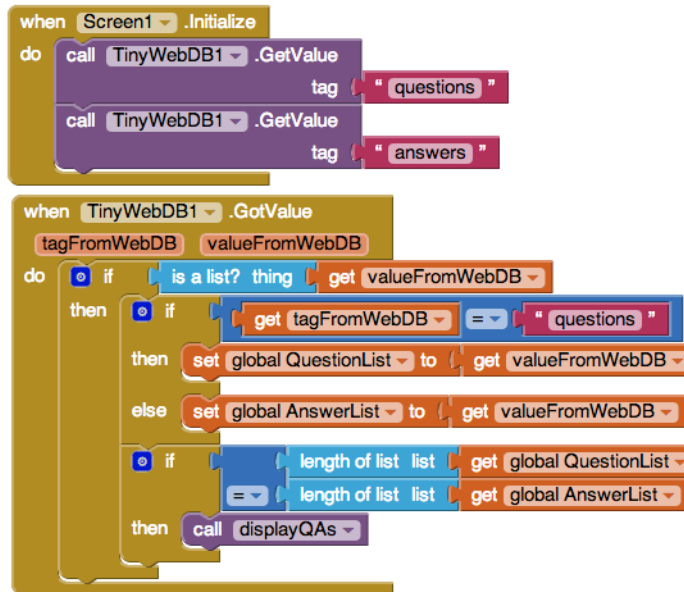 when Screen1 .Initialize
do call TinyWebDB1 .GetValue
tag " questions "
call TinyWebDB1 .GetValue
tag " answers "
when TinyWebDB1 .GotValue
tagFromWebDB valueFromWebDB
do if is a list? thing get valueFromWebDB
then if get tagFromWebDB = " questions "
then set global QuestionList to get valueFromWebDB
else set global AnswerList to get valueFromWebDB
if length of list list get global QuestionList
= length of list list get global AnswerList
then call displayQAs